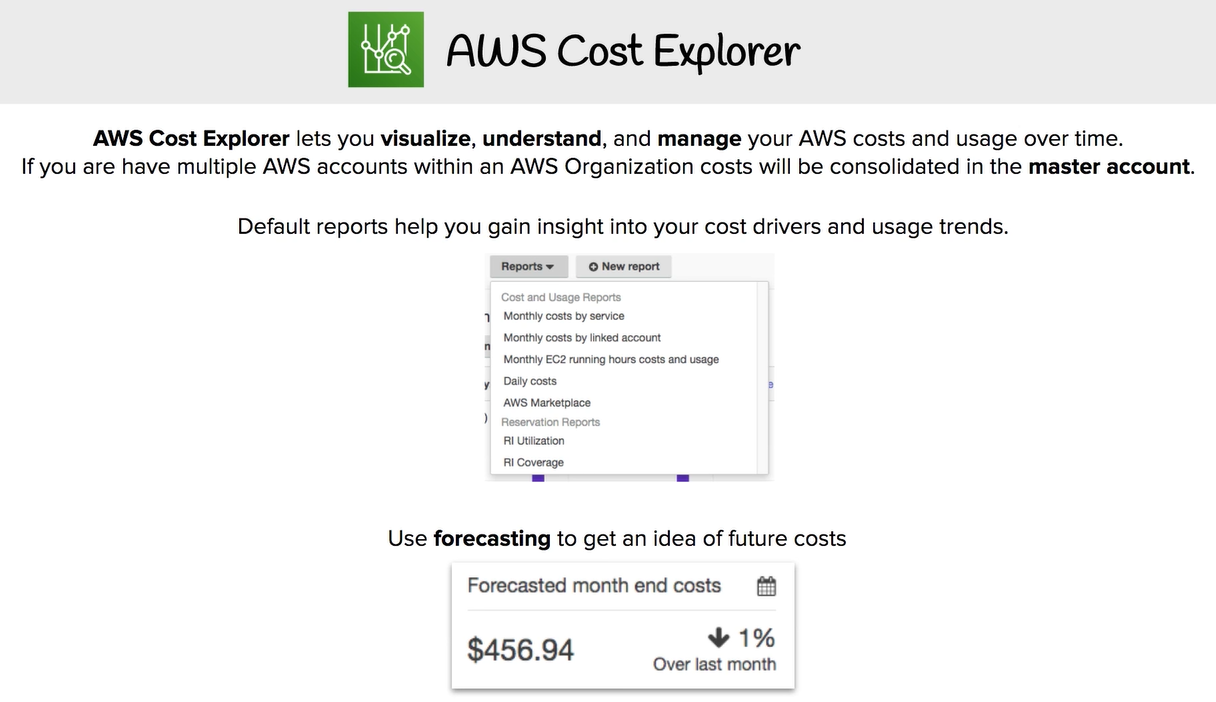 AWS Cost Explorer
AWS Cost Explorer lets you visualize, understand, and manage your AWS costs and usage over time.
If you are have multiple AWS accounts within an AWS Organization costs will be consolidated in the master account.
Default reports help you gain insight into your cost drivers and usage trends.
Reports New report
Cost and Usage Reports
Monthly costs by service
Monthly costs by linked account
Monthly EC2 running hours costs and usage
Daily costs
AWS Marketplace
Reservation Reports
RI Utilization
RI Coverage
Use forecasting to get an idea of future costs
Forecasted month end costs
$456.94 1%
Over last month